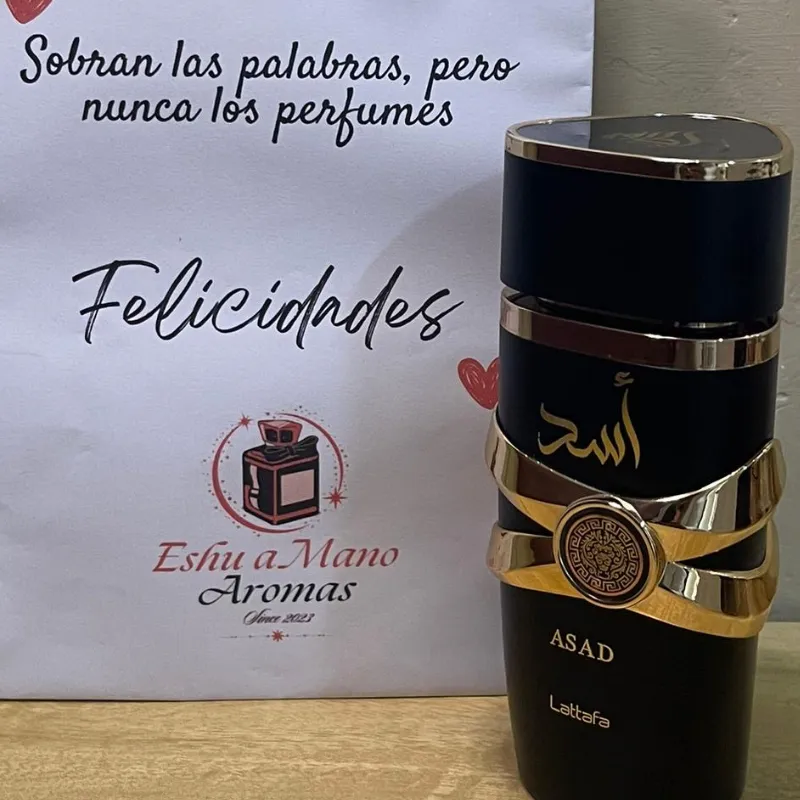 Sobran las palabras, pero
nunca los perfumes
Felicidades
Eshu a Mano
Aromas
Since 2023
أسد
ASAD
Lattafa